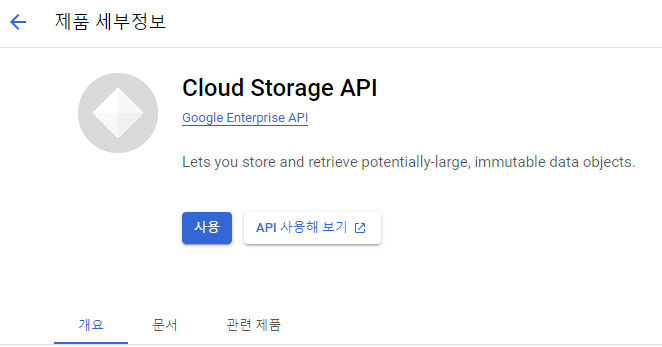 제품 세부정보
Cloud Storage API
Google Enterprise API
Lets you store and retrieve potentially-large, immutable data objects.
사용 API 사용해 보기
개요 문서 관련 제품